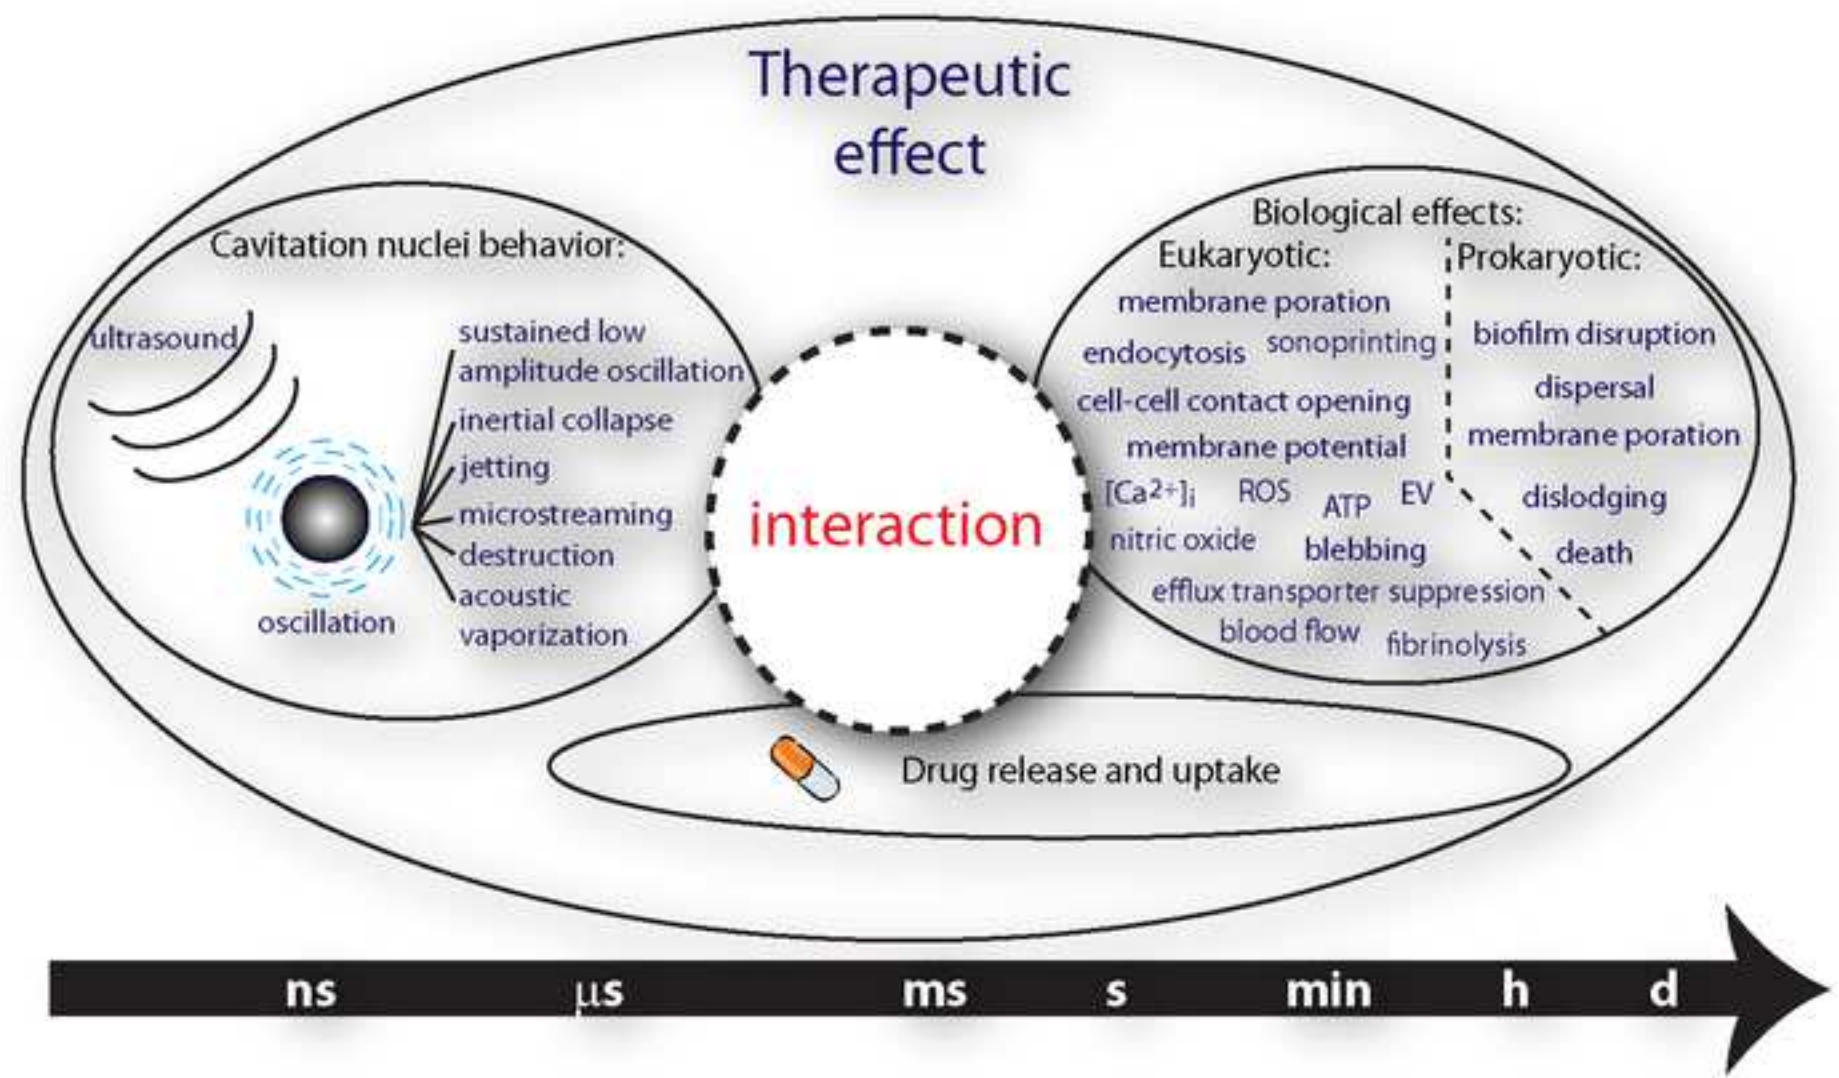 Therapeutic
effect
Cavitation nuclei behavior:
ultrasound
oscillation
sustained low
amplitude oscillation
inertial collapse
jetting
microstreaming
destruction
acoustic
vaporization
interaction
Biological effects:
Eukaryotic:
membrane poration
endocytosis sonoprinting
cell-cell contact opening
membrane potential
[Ca2+]i ROS ATP EV
nitric oxide blebbing
efflux transporter suppression
blood flow fibrinolysis
Prokaryotic:
biofilm disruption
dispersal
membrane poration
dislodging
death
Drug release and uptake
ns µs ms s min h d